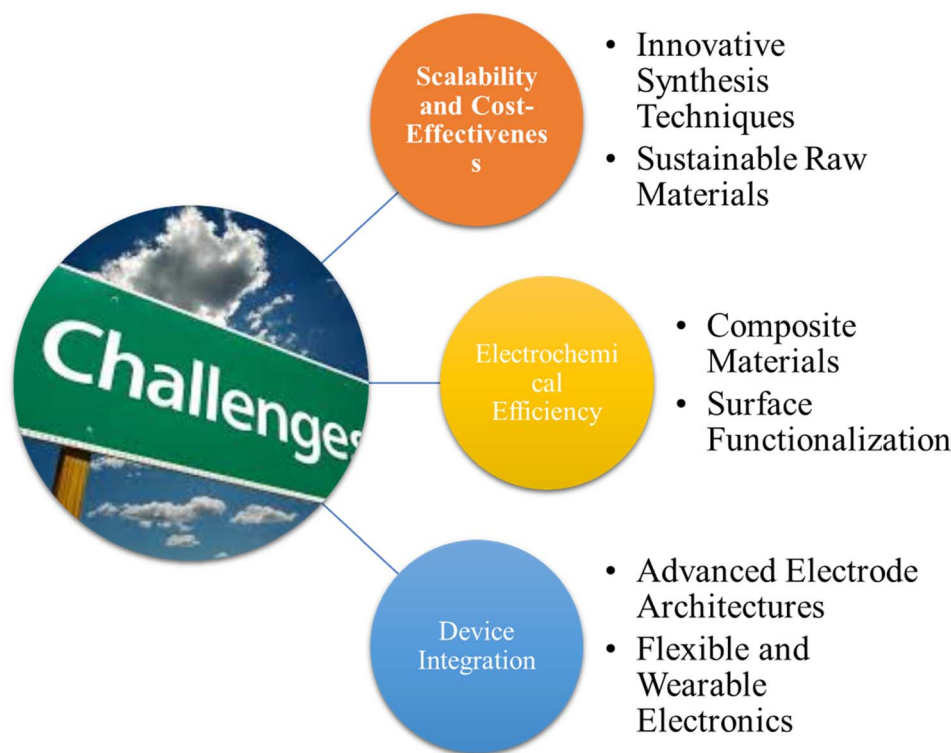 Challenges
Scalability
and Cost-
Effectivenes
s
• Innovative
Synthesis
Techniques
• Sustainable Raw
Materials
Electrochemi
cal
Efficiency
• Composite
Materials
• Surface
Functionalization
Device
Integration
• Advanced Electrode
Architectures
• Flexible and
Wearable
Electronics